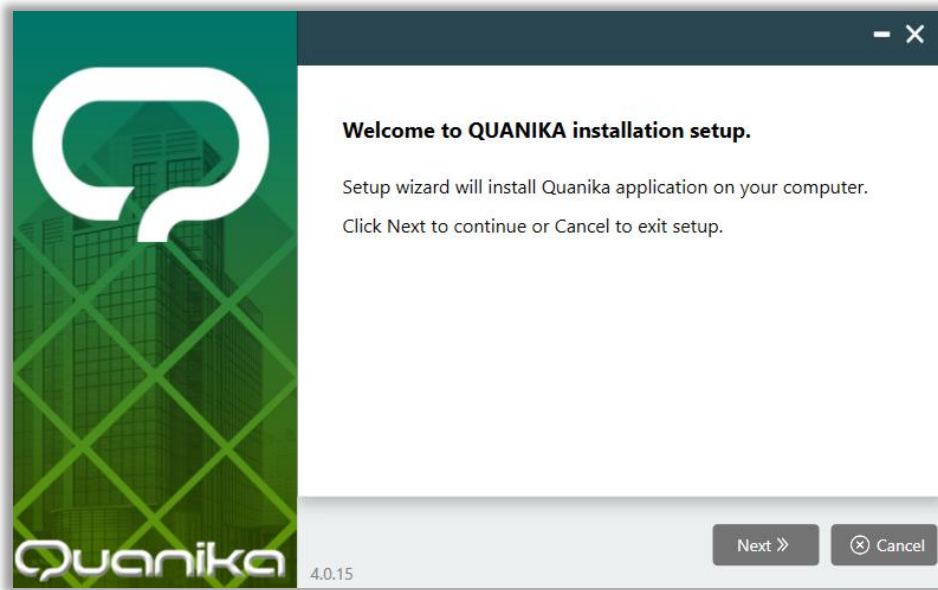 Welcome to QUANIKA installation setup.
Setup wizard will install Quanika application on your computer.
Click Next to continue or Cancel to exit setup.
Next
Cancel
Quanika
4.0.15